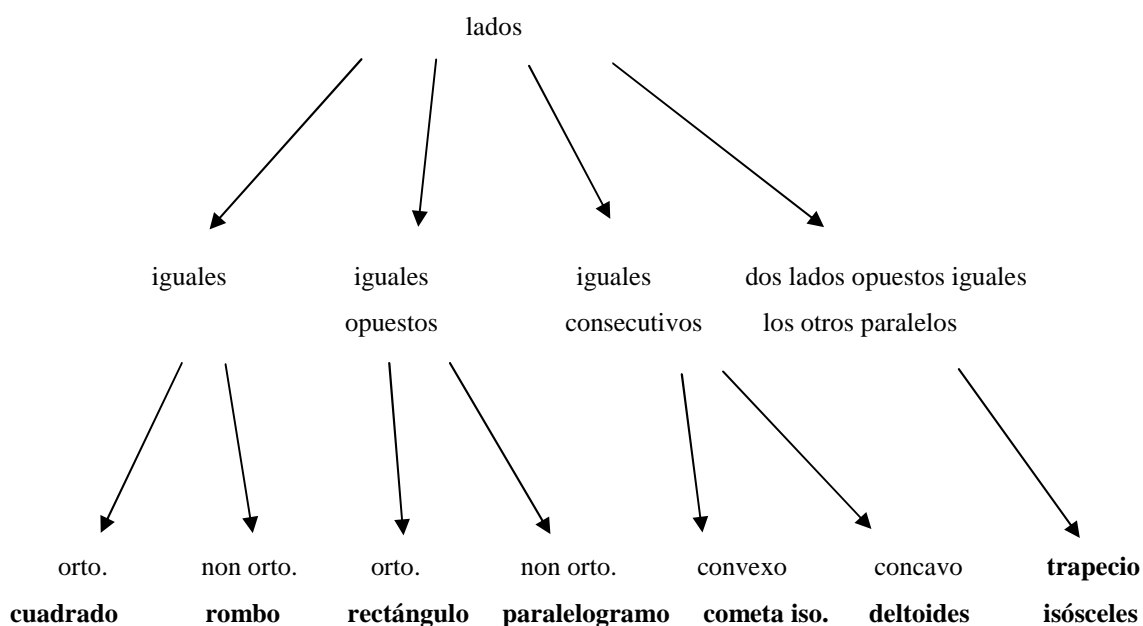 lados
iguales iguales iguales dos lados opuestos iguales
opuestos consecutivos los otros paralelos
orto. non orto. orto. non orto. convexo concavo trapecio
cuadrado rombo rectángulo paralelogramo cometa iso. deltoides isósceles